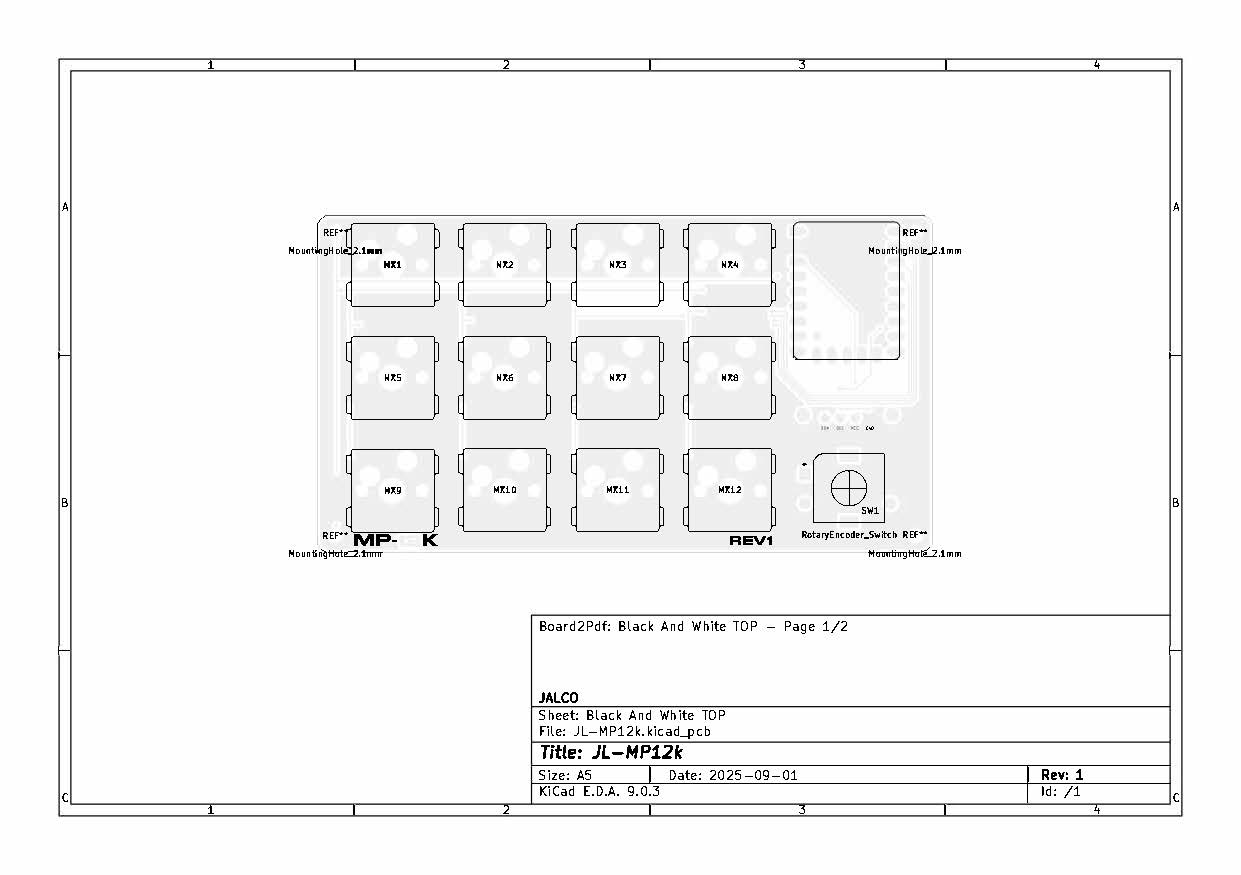 1 2 3 4
A A
REF** REF**
MountingHole_2.1mm MountingHole_2.1mm
MX1 MX2 MX3 MX4
MX5 MX6 MX7 MX8
GND
MX9 MX10 MX11 MX12
B B
SW1
REF** MP- K REV1 RotaryEncoder_Switch REF**
MountingHole_2.1mm MountingHole_2.1mm
Board2Pdf: Black And White TOP – Page 1/2
JALCO
Sheet: Black And White TOP
File: JL–MP12k.kicad_pcb
Title: JL–MP12k
Size: A5 Date: 2025–09–01 Rev: 1
KiCad E.D.A. 9.0.3 Id: /1
C C
1 2 3 4